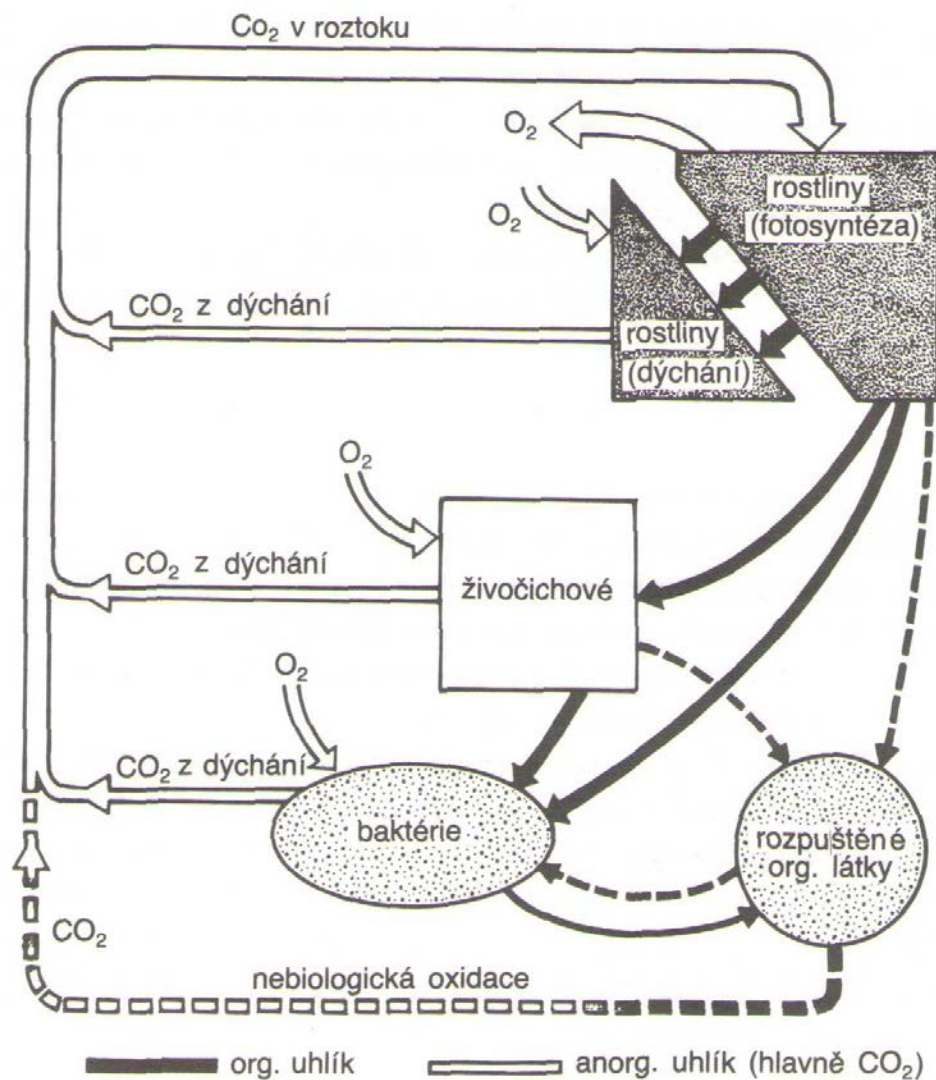 Co₂ v roztoku
O₂
rostliny
(fotosyntéza)
O₂
CO₂ z dýchání
rostliny
(dýchání)
O₂
CO₂ z dýchání
živočichové
O₂
CO₂ z dýchání
baktérie
rozpuštěné
org. látky
CO₂
nebiologická oxidace
org. uhlík
anorg. uhlík (hlavně CO₂)